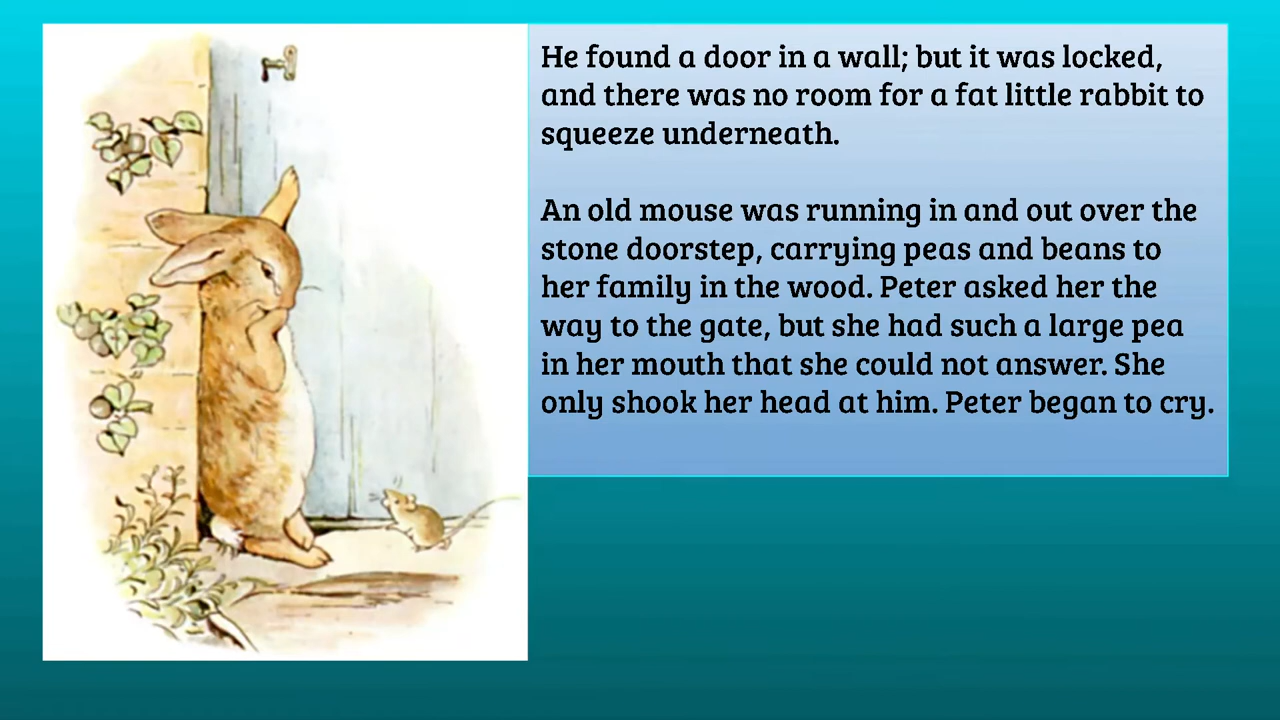 He found a door in a wall; but it was locked,
and there was no room for a fat little rabbit to
squeeze underneath.
An old mouse was running in and out over the
stone doorstep, carrying peas and beans to
her family in the wood. Peter asked her the
way to the gate, but she had such a large pea
in her mouth that she could not answer. She
only shook her head at him. Peter began to cry.